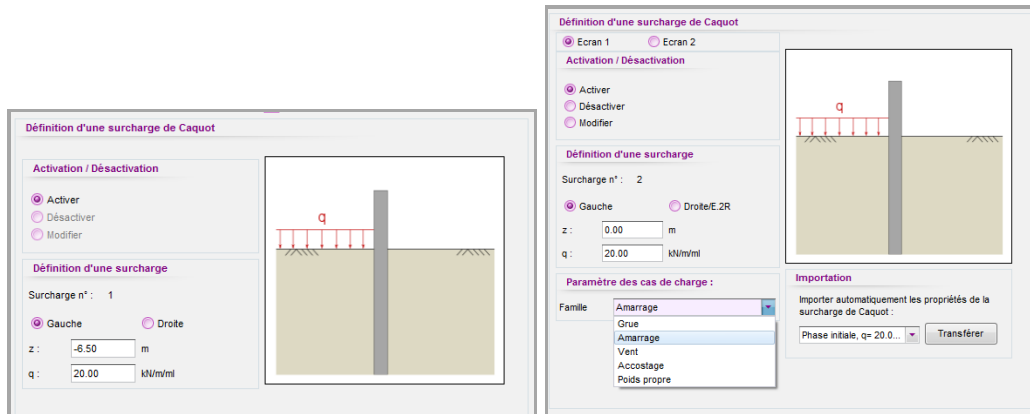 Définition d'une surcharge de Caquot
Activation / Désactivation
Activer
Désactiver
Modifier
Définition d'une surcharge
Surcharge n° : 1
Gauche Droite
z : -6.50 m
q : 20.00 kN/m/ml
q
Définition d'une surcharge de Caquot
Ecran 1 Ecran 2
Activation / Désactivation
Activer
Désactiver
Modifier
Définition d'une surcharge
Surcharge n° : 2
Gauche Droite/E.2R
z : 0.00 m
q : 20.00 kN/m/ml
Paramètre des cas de charge :
Famille Amarrage
Grue
Amarrage
Vent
Accostage
Poids propre
q
Importation
Importer automatiquement les propriétés de la
surcharge de Caquot :
Phase initiale, q= 20.0... Transférer